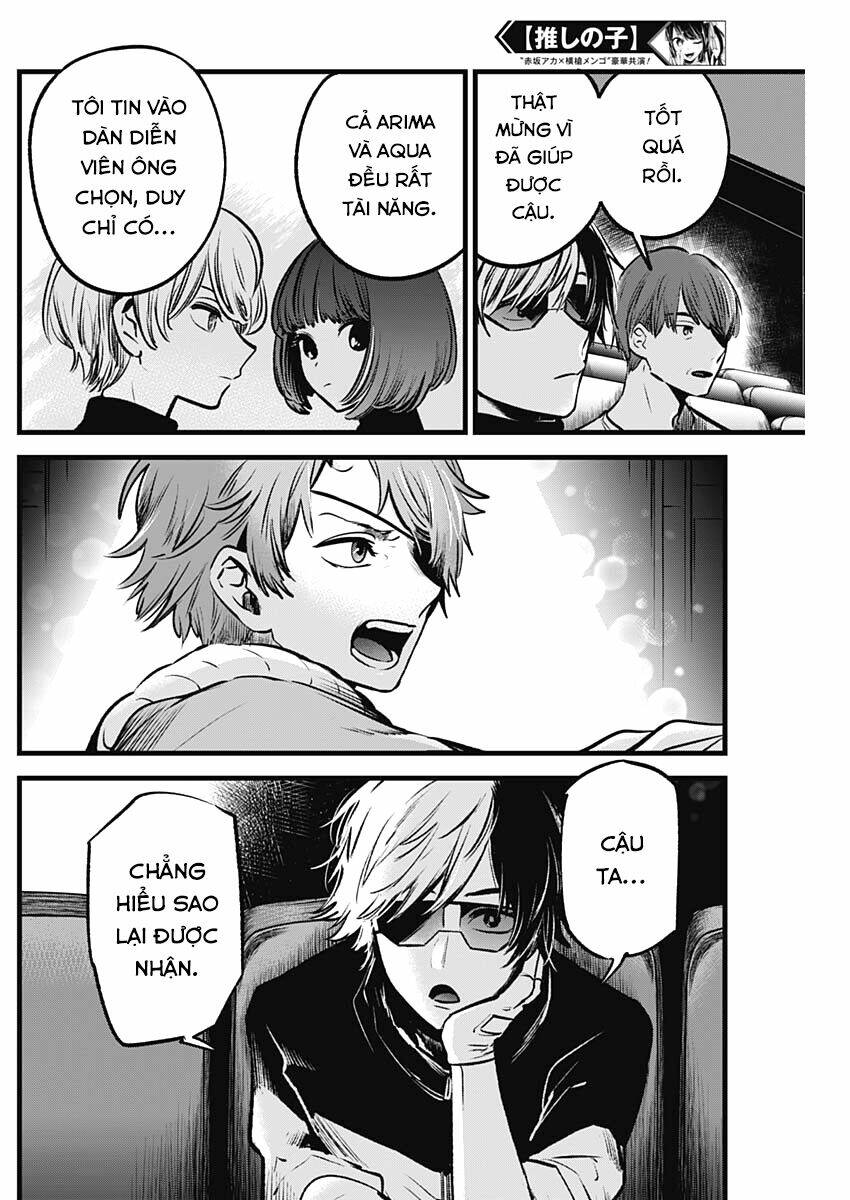 【推しの子】
"赤坂アカ×横槍メンゴ"豪華共演!
TỐT
QUÁ
RỒI.
THẬT
MỪNG VÌ
ĐÃ GIÚP
ĐƯỢC
CẬU.
CẢ ARIMA
VÀ AQUA
ĐỀU RẤT
TÀI NĂNG.
TÔI TIN VÀO
DÀN DIỄN
VIÊN ÔNG
CHỌN, DUY
CHỈ CÓ...
CẬU
TA...
CHẲNG
HIỂU SAO
LẠI ĐƯỢC
NHẬN.